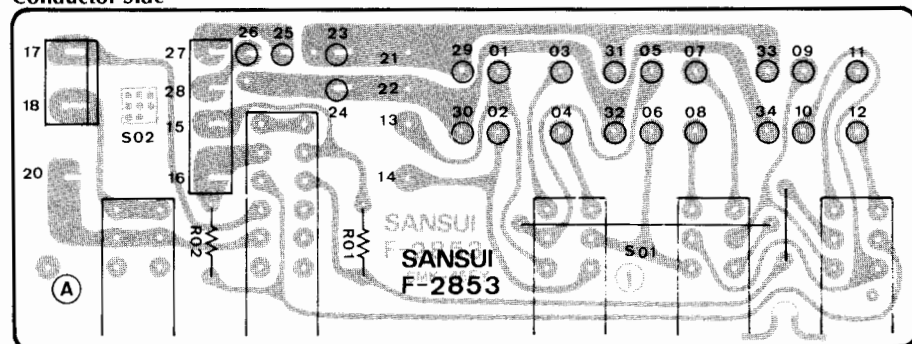 Conductor Side
26 25 23
17 27 21 29 01 03 31 05 07 33 09 11
28 22
18 15 24 13 30 02 04 32 06 08 34 10 12
S02
20 16 14
SANSUI
R02 R01 S01
SANSUI
F-2853
F-2853
A